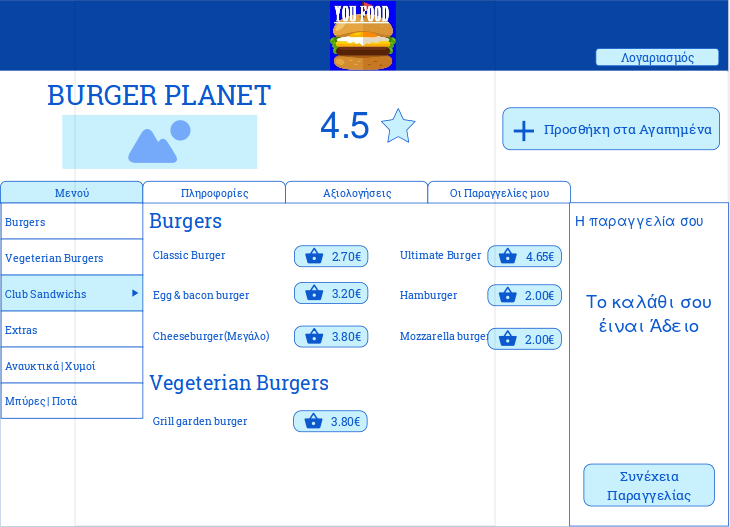 YOU FOOD
Λογαριασμός
BURGER PLANET
4.5
Προσθήκη στα Αγαπημένα
Μενού
Πληροφορίες
Αξιολογήσεις
Οι Παραγγελίες μου
Burgers
Vegeterian Burgers
Club Sandwichs
Extras
Αναυκτικά|Χυμοί
Μπύρες|Ποτά
Burgers
Classic Burger 2.70€
Ultimate Burger 4.65€
Egg & bacon burger 3.20€
Hamburger 2.00€
Cheeseburger(Μεγάλο) 3.80€
Mozzarella burger 2.00€
Vegeterian Burgers
Grill garden burger 3.80€
Η παραγγελία σου
Το καλάθι σου
έιναι Άδειο
Συνέχεια
Παραγγελίας